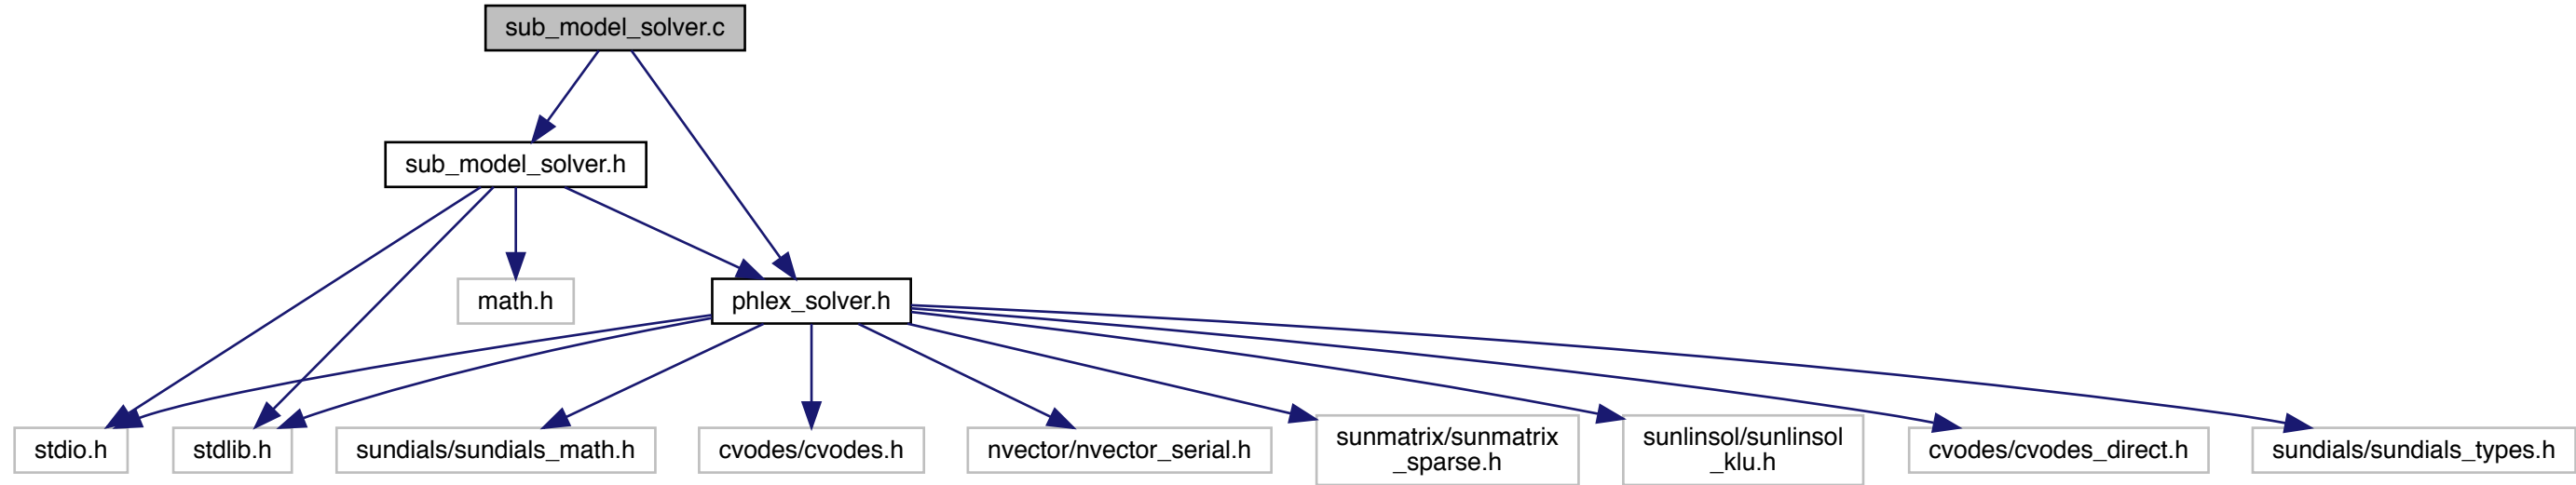 sub_model_solver.c
sub_model_solver.h
math.h
phlex_solver.h
stdio.h
stdlib.h
sundials/sundials_math.h
cvodes/cvodes.h
nvector/nvector_serial.h
sunmatrix/sunmatrix
_sparse.h
sunlinsol/sunlinsol
_klu.h
cvodes/cvodes_direct.h
sundials/sundials_types.h